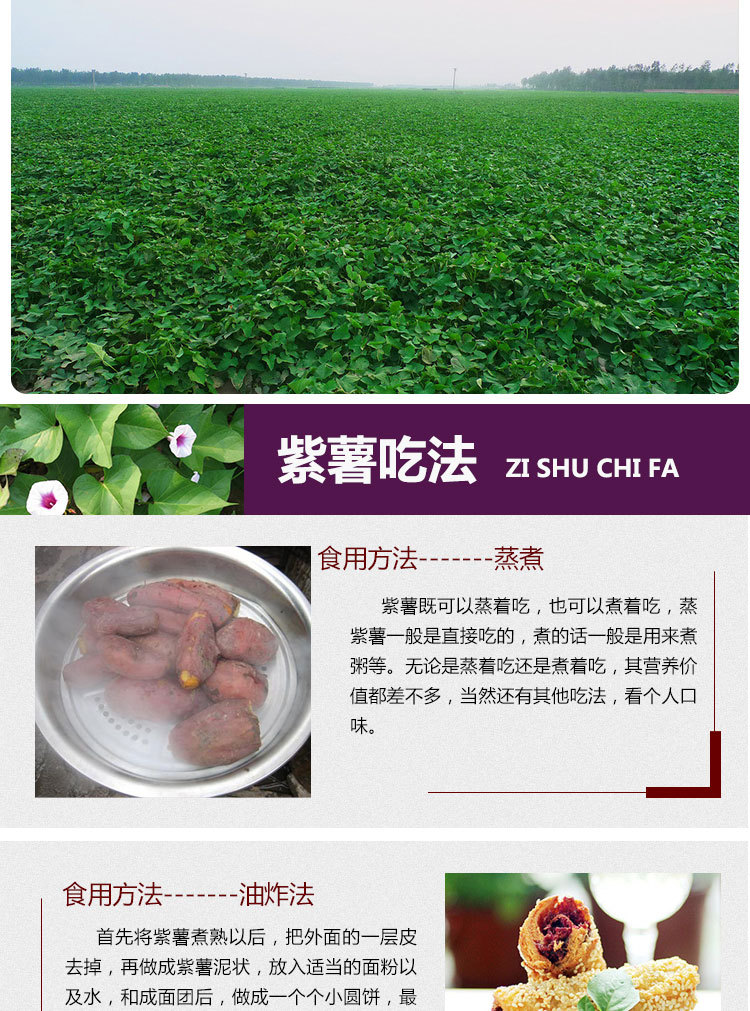 紫薯吃法 ZI SHU CHI FA
食用方法-------蒸煮
紫薯既可以蒸着吃，也可以煮着吃，蒸
紫薯一般是直接吃的，煮的话一般是用来煮
粥等。无论是蒸着吃还是煮着吃，其营养价
值都差不多，当然还有其他吃法，看个人口
味。
食用方法-------油炸法
首先将紫薯煮熟以后，把外面的一层皮
去掉，再做成紫薯泥状，放入适当的面粉以
及水，和成面团后，做成一个个小圆饼，最